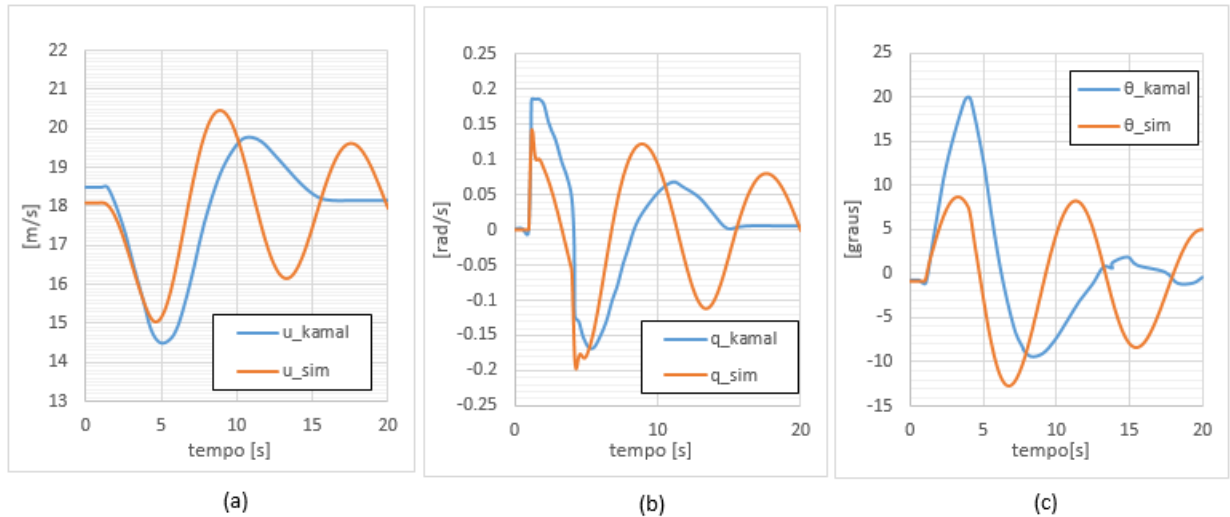 22
21
20
19
18
17
16
15
14
13
[m/s]
0 5 10 15 20
tempo [s]
u_kamal
u_sim
(a)
0.25
0.2
0.15
0.1
0.05
0
-0.05
-0.1
-0.15
-0.2
-0.25
[rad/s]
0 5 10 15 20
tempo [s]
q_kamal
q_sim
(b)
25
20
15
10
5
0
-5
-10
-15
[graus]
0 5 10 15 20
tempo[s]
θ_kamal
θ_sim
(c)